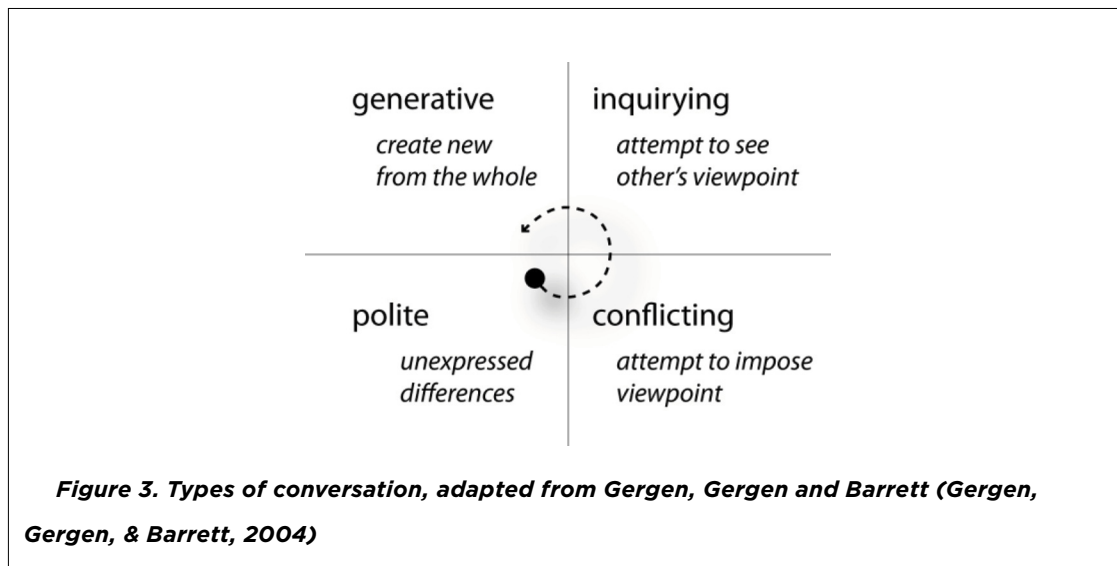 generative
create new
from the whole
inquirying
attempt to see
other's viewpoint
polite
unexpressed
differences
conflicting
attempt to impose
viewpoint
Figure 3. Types of conversation, adapted from Gergen, Gergen and Barrett (Gergen,
Gergen, & Barrett, 2004)